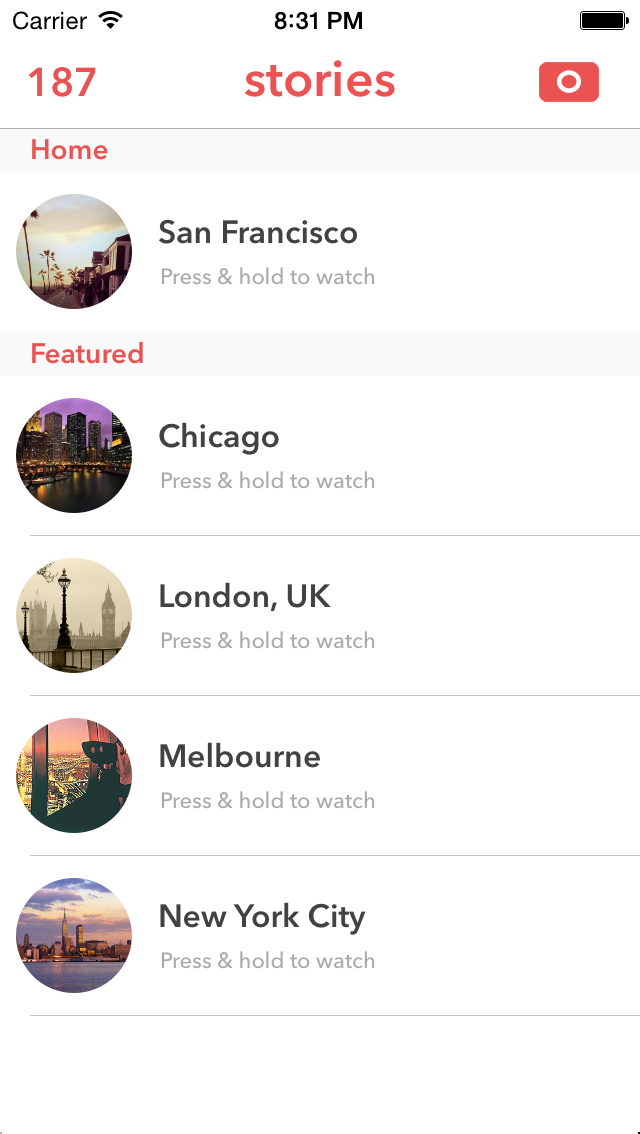 Carrier 8:31 PM
187 stories
Home
San Francisco
Press & hold to watch
Featured
Chicago
Press & hold to watch
London, UK
Press & hold to watch
Melbourne
Press & hold to watch
New York City
Press & hold to watch